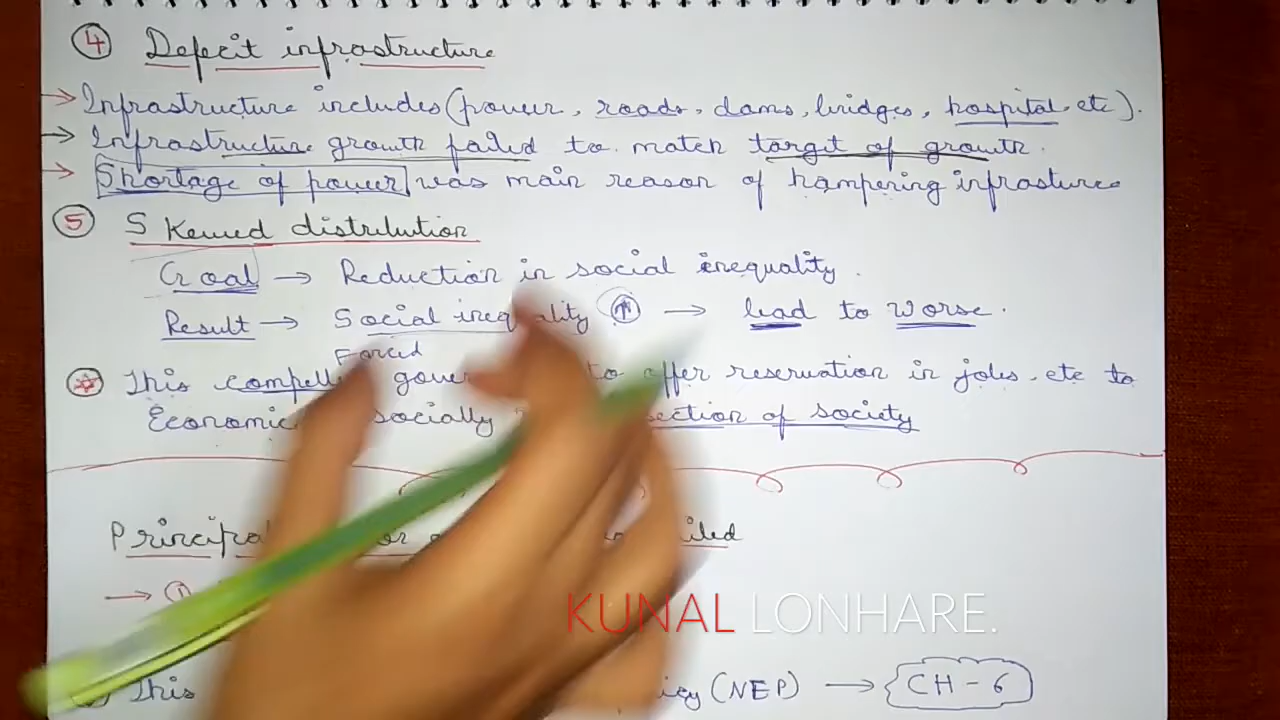 4 Deficit infrastructure
→ Infrastructure includes (power, roads, dams, bridges, hospital, etc).
→ Infrastructure growth failed to match target of growth.
→ Shortage of power was main reason of hampering infrasture
5 Skewed distribution
Goal → Reduction in social inequality.
Result → Social inequality ↑ → lead to worse.
Forced
This to offer reservation in jobs, etc to
socially section of society
KUNAL LONHARE.
→ 1
This (NEP) → CH-6